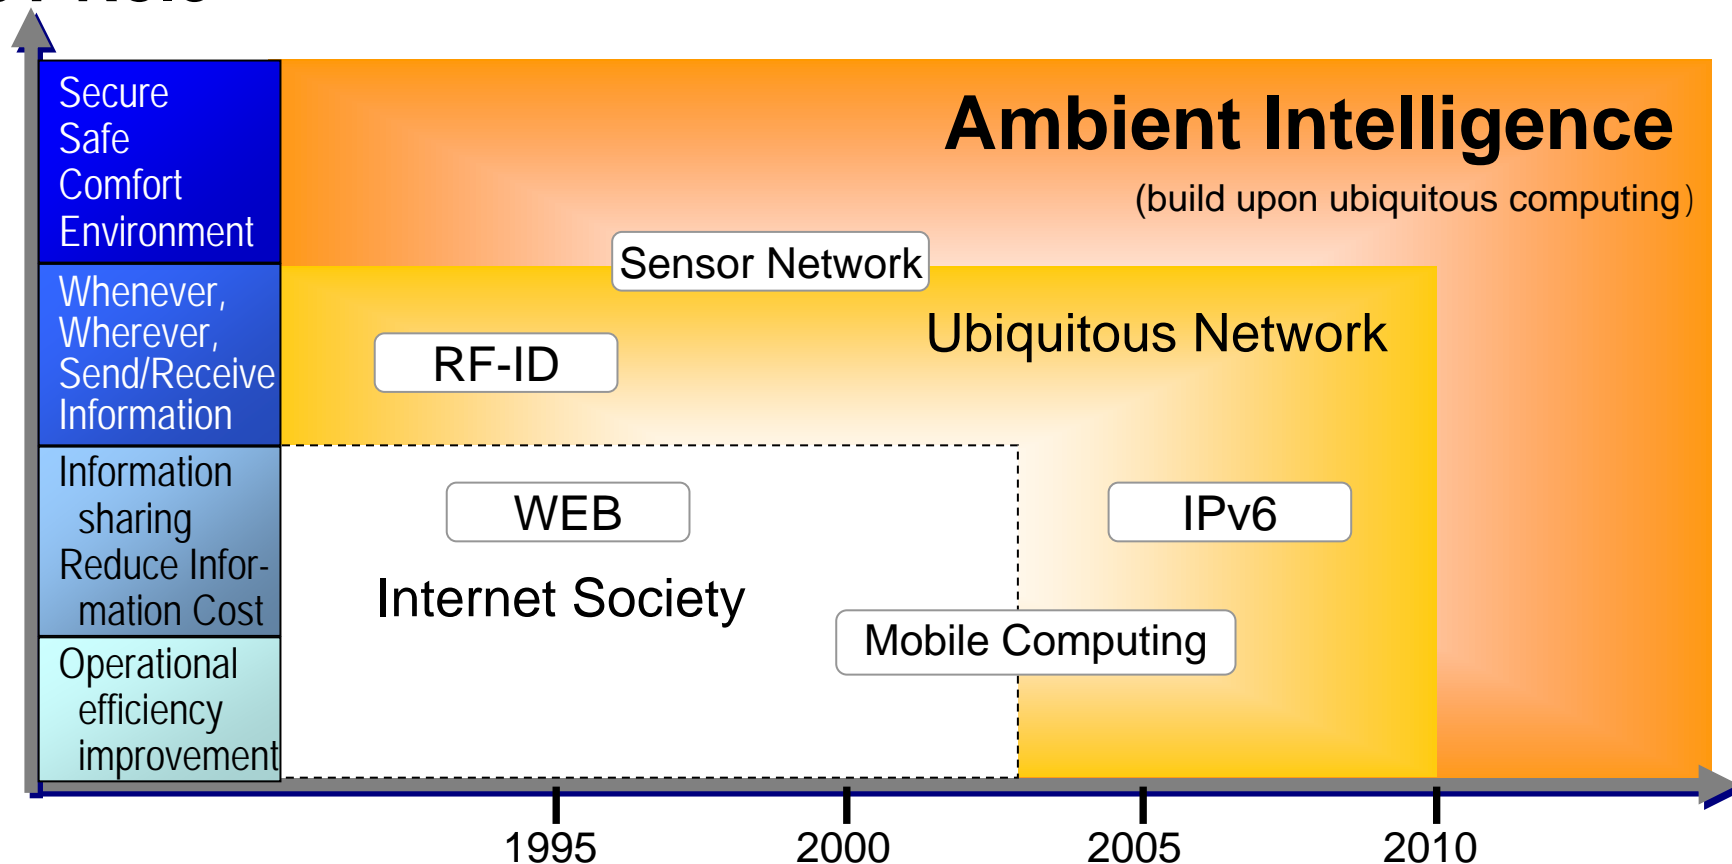 Secure
Safe
Comfort
Environment
Whenever,
Wherever,
Send/Receive
Information
Information
sharing
Reduce Infor-
mation Cost
Operational
efficiency
improvement
Ambient Intelligence
(build upon ubiquitous computing)
Sensor Network
Ubiquitous Network
RF-ID
WEB
IPv6
Internet Society
Mobile Computing
1995 2000 2005 2010